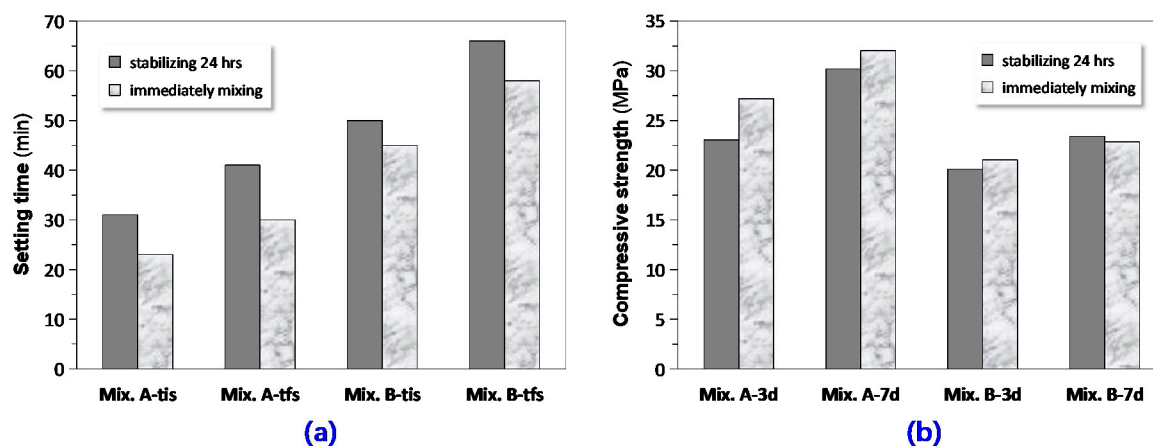 Setting time (min)
70
60
50
40
30
20
10
0
stabilizing 24 hrs
immediately mixing
Mix. A-tis
Mix. A-tfs
Mix. B-tis
Mix. B-tfs
(a)
Compressive strength (MPa)
35
30
25
20
15
10
5
0
stabilizing 24 hrs
immediately mixing
Mix. A-3d
Mix. A-7d
Mix. B-3d
Mix. B-7d
(b)